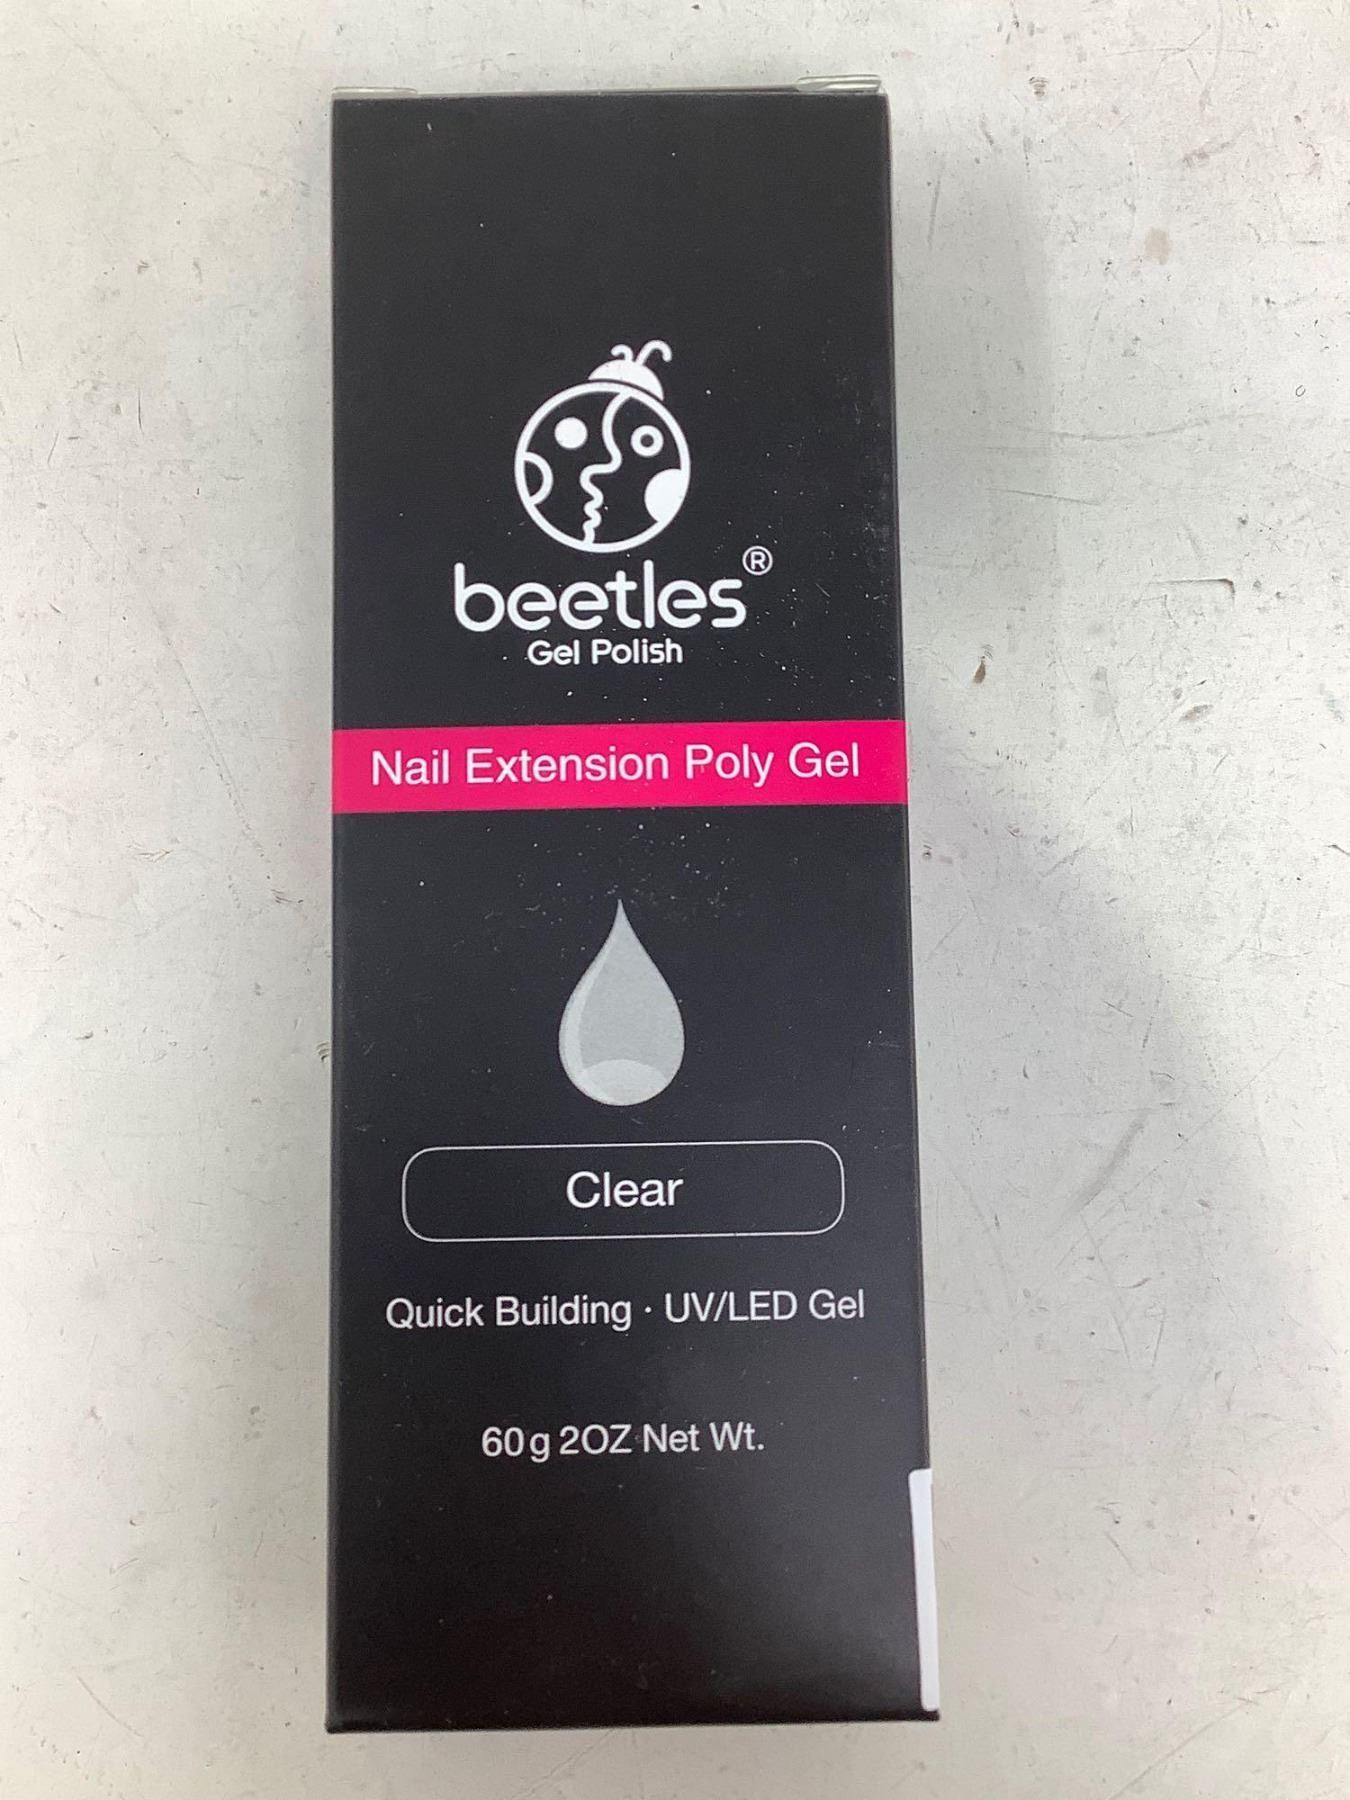 beetles®
Gel Polish
Nail Extension Poly Gel
Clear
Quick Building · UV/LED Gel
60g 2OZ Net Wt.